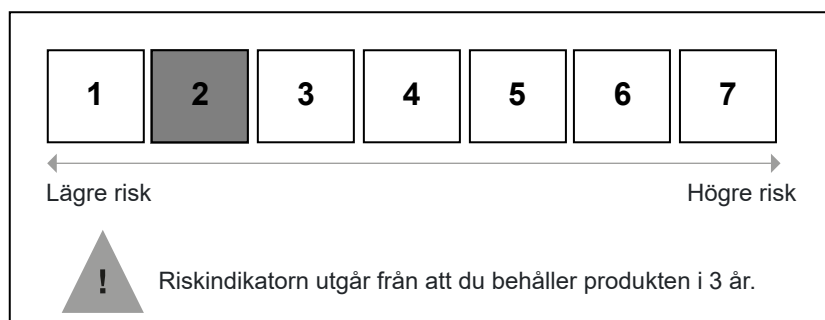 1 2 3 4 5 6 7
Lägre risk Högre risk
! Riskindikatorn utgår från att du behåller produkten i 3 år.